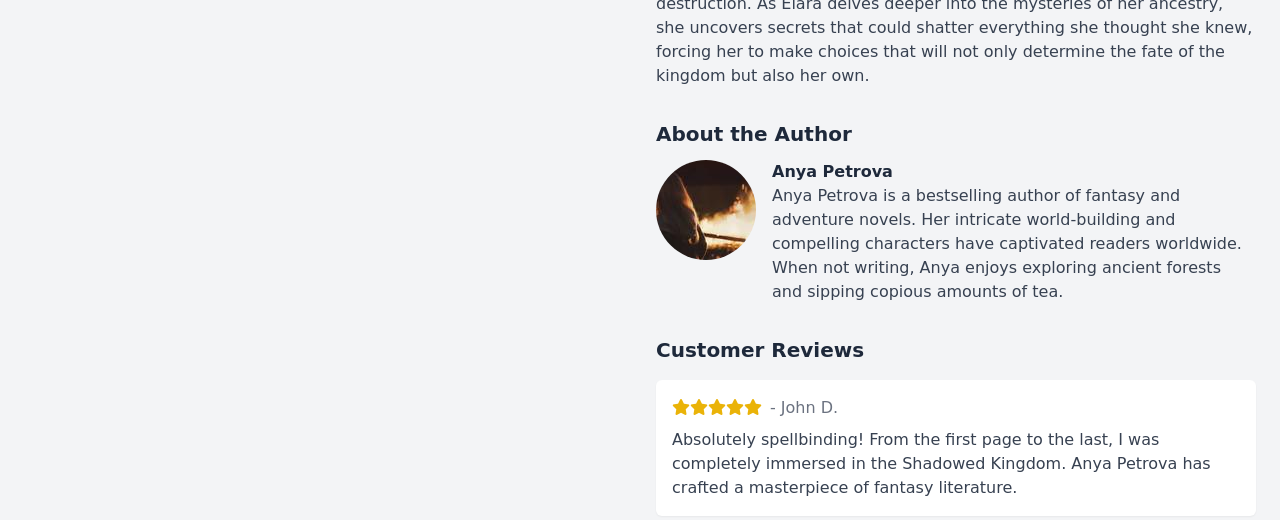 destruction. As Elara delves deeper into the mysteries of her ancestry,
she uncovers secrets that could shatter everything she thought she knew,
forcing her to make choices that will not only determine the fate of the
kingdom but also her own.
About the Author
Anya Petrova
Anya Petrova is a bestselling author of fantasy and
adventure novels. Her intricate world-building and
compelling characters have captivated readers worldwide.
When not writing, Anya enjoys exploring ancient forests
and sipping copious amounts of tea.
Customer Reviews
- John D.
Absolutely spellbinding! From the first page to the last, I was
completely immersed in the Shadowed Kingdom. Anya Petrova has
crafted a masterpiece of fantasy literature.